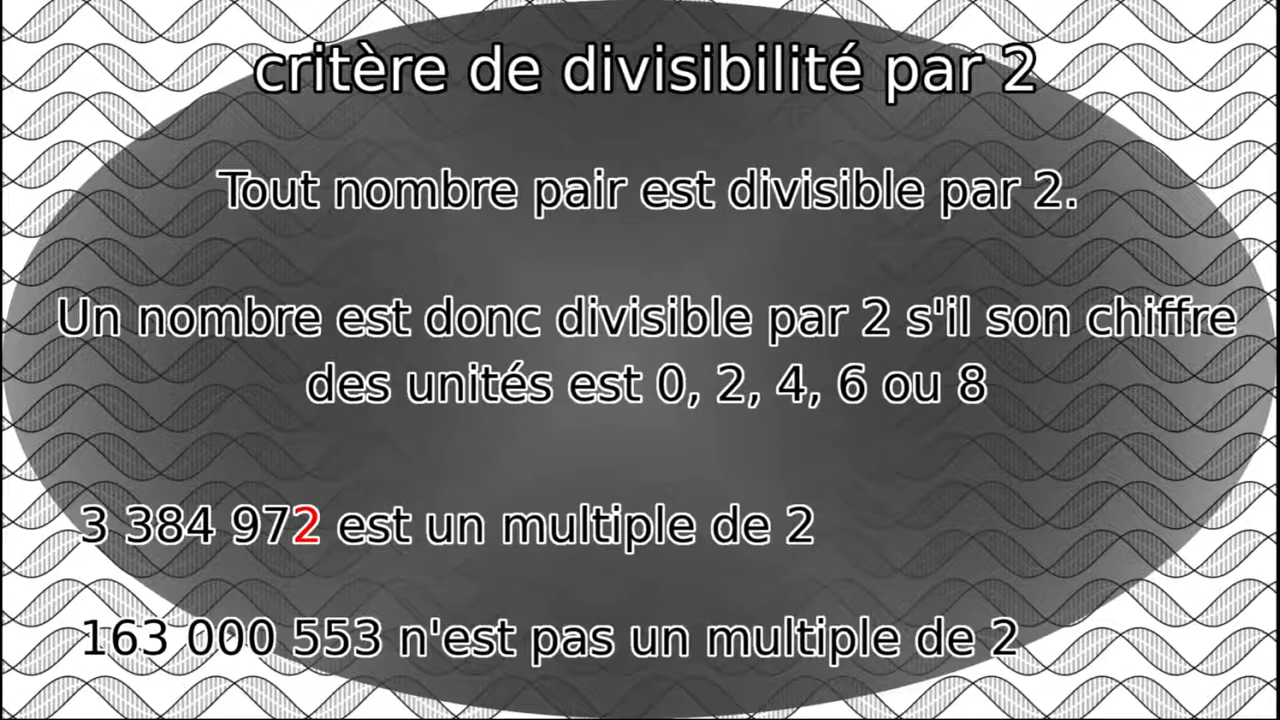 critère de divisibilité par 2
Tout nombre pair est divisible par 2.
Un nombre est donc divisible par 2 s'il son chiffre
des unités est 0, 2, 4, 6 ou 8
3 384 972 est un multiple de 2
163 000 553 n'est pas un multiple de 2